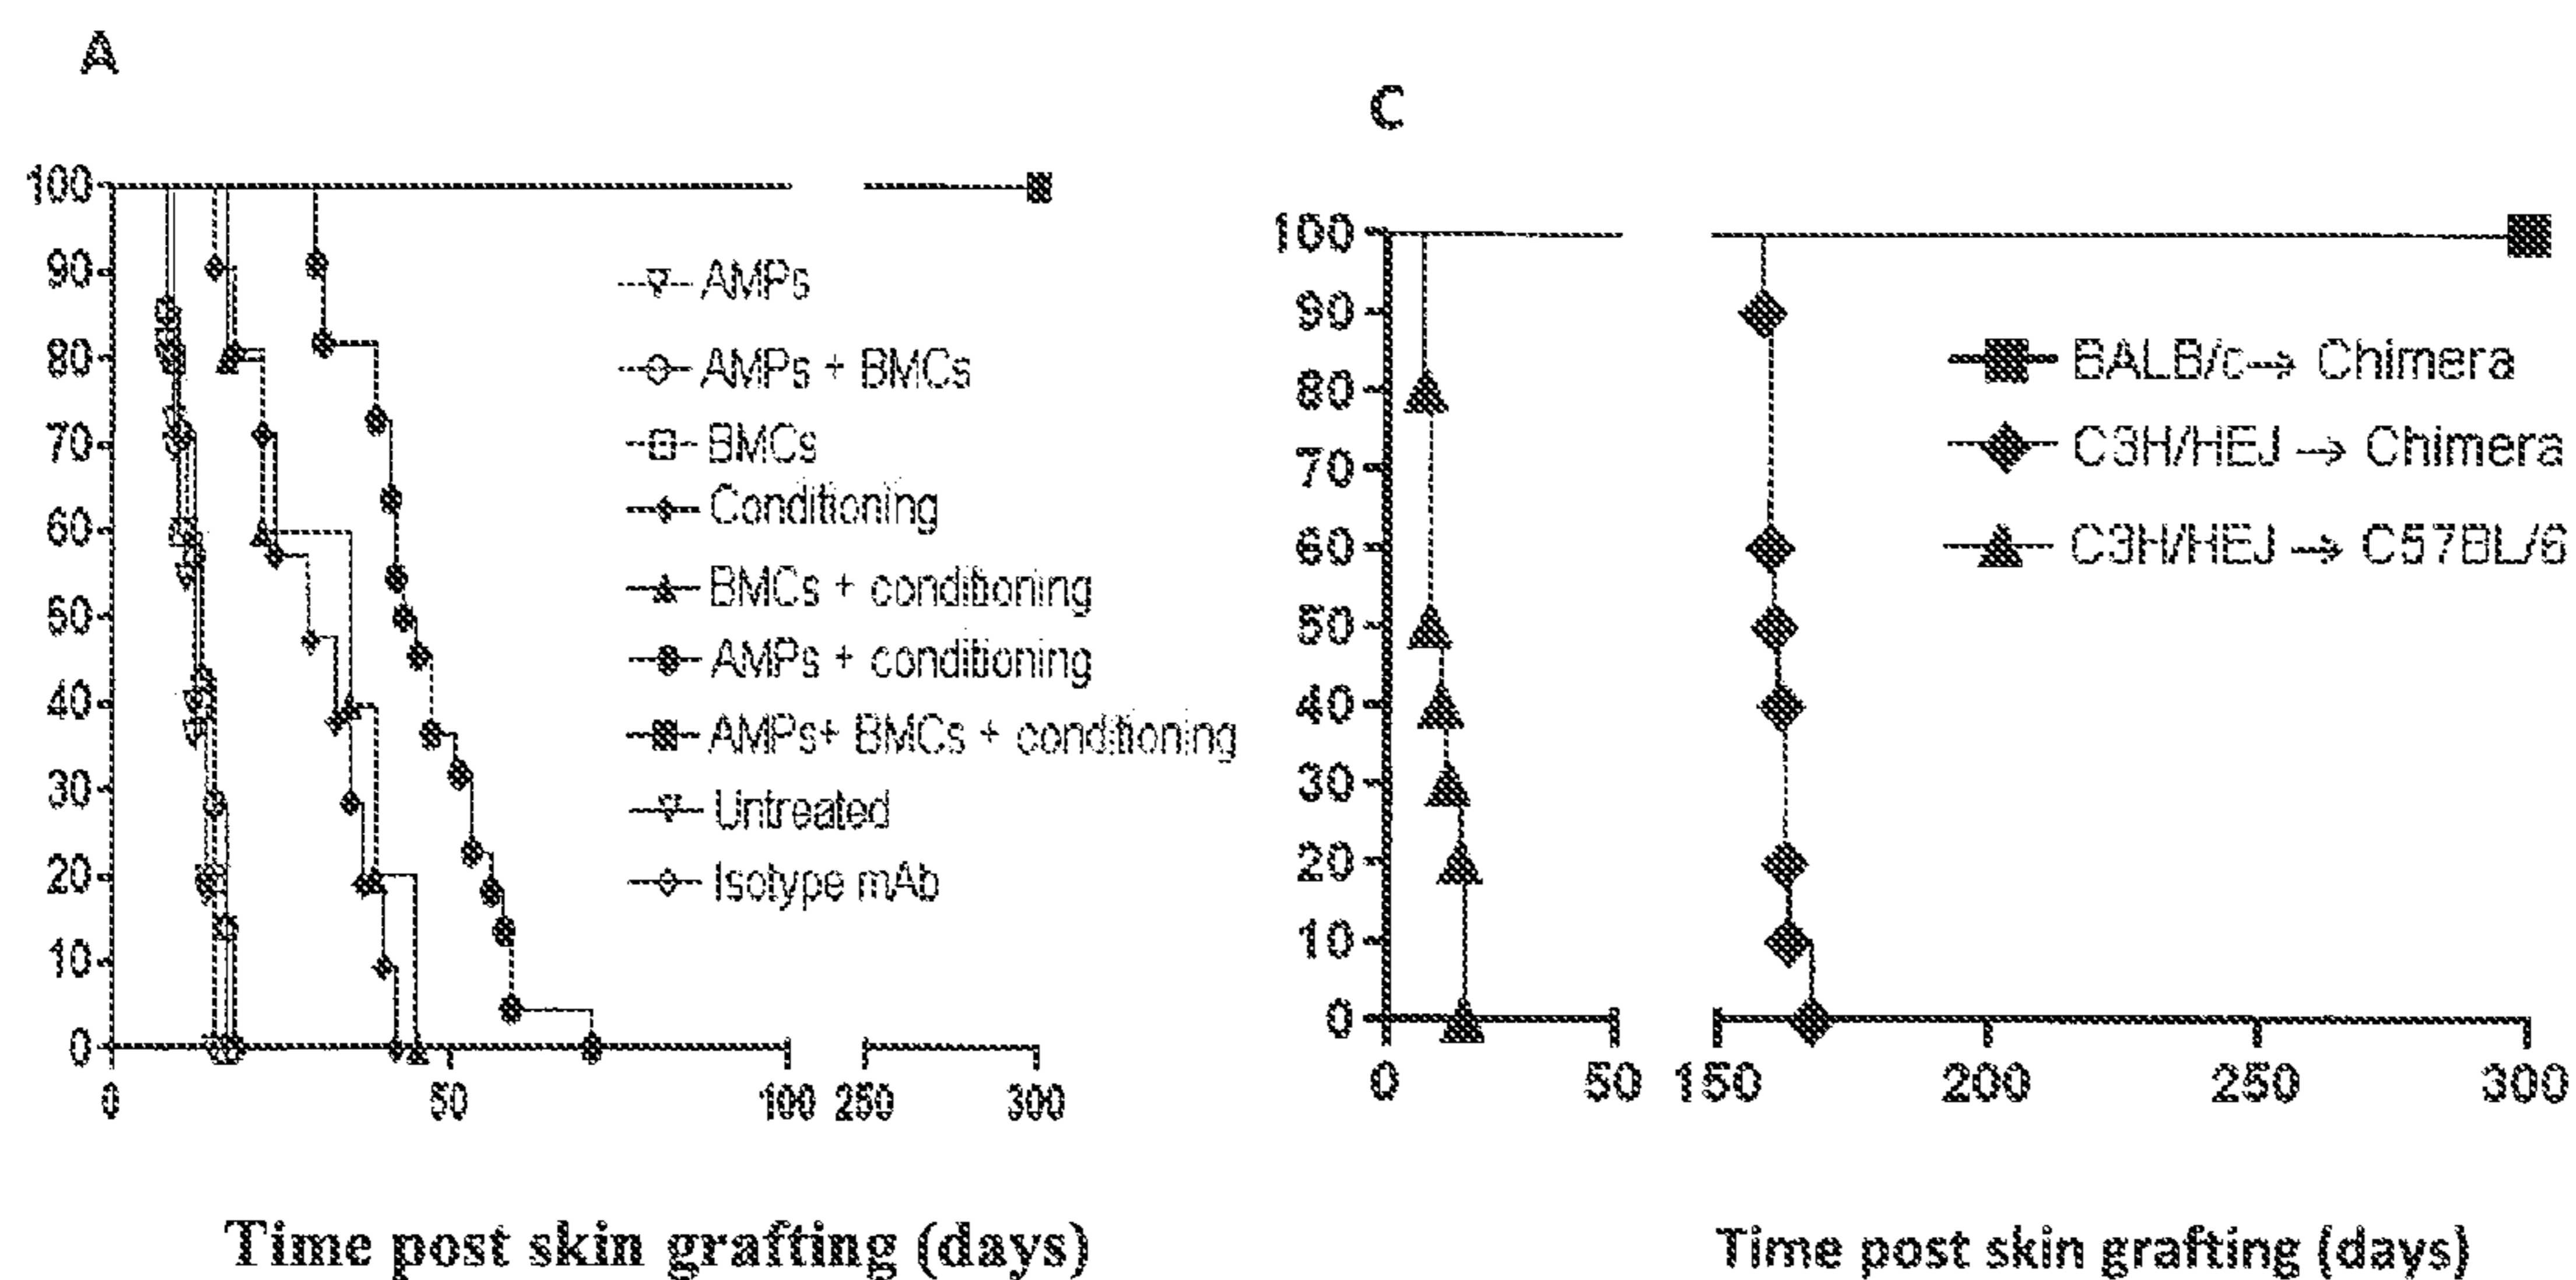 A
100
90
80
70
60
50
40
30
20
10
0
0 50 100 250 300
AMPs
AMPs + BMCs
BMCs
Conditioning
BMCs + conditioning
AMPs + conditioning
AMPs+ BMCs + conditioning
Untreated
Isotype mAb
Time post skin grafting (days)
C
100
90
80
70
60
50
40
30
20
10
0
0 50 150 200 250 300
BALB/c→ Chimera
C3H/HEJ → Chimera
C3H/HEJ → C57BL/6
Time post skin grafting (days)